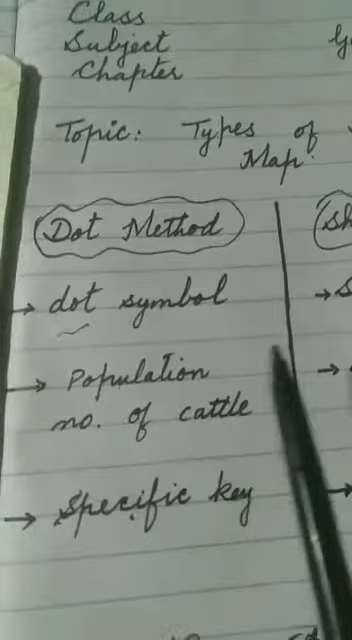 Class
Subject
Chapter
Topic: Types of
Map.
Dot Method
→ dot symbol
→ Population
no. of cattle
→ specific key